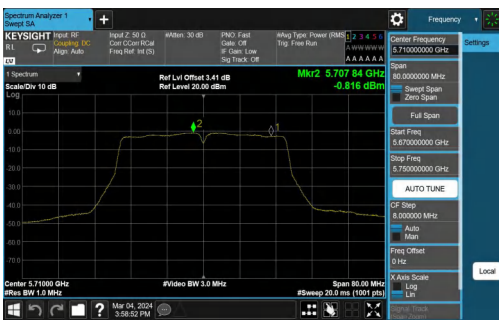 Spectrum Analyzer 1
Swept SA
Frequency
KEYSIGHT
Input: RF
Input Z: 50 Ω
#Atten: 30 dB
PNO: Fast
#Avg Type: Power (RMS)
1 2 3 4 5 6
RL
Coupling: DC
Corr CCorr RCal
Gate: Off
Trig: Free Run
Align: Auto
Freq Ref: Int (S)
IF Gain: Low
Sig Track: Off
A W W W W W
A A A A A A
LXI
1 Spectrum
Ref Lvl Offset 3.41 dB
Mkr2 5.707 84 GHz
Scale/Div 10 dB
Ref Level 20.00 dBm
-0.816 dBm
Log
10.0
0.00
-10.0
-20.0
-30.0
-40.0
-50.0
-60.0
-70.0
2
1
Center 5.71000 GHz
#Video BW 3.0 MHz
Span 80.00 MHz
#Res BW 1.0 MHz
#Sweep 20.0 ms (1001 pts)
Mar 04, 2024
3:58:52 PM
Center Frequency
5.710000000 GHz
Settings
Span
80.0000000 MHz
Swept Span
Zero Span
Full Span
Start Freq
5.670000000 GHz
Stop Freq
5.750000000 GHz
AUTO TUNE
CF Step
8.000000 MHz
Auto
Man
Freq Offset
0 Hz
X Axis Scale
Log
Lin
Local
Signal Track